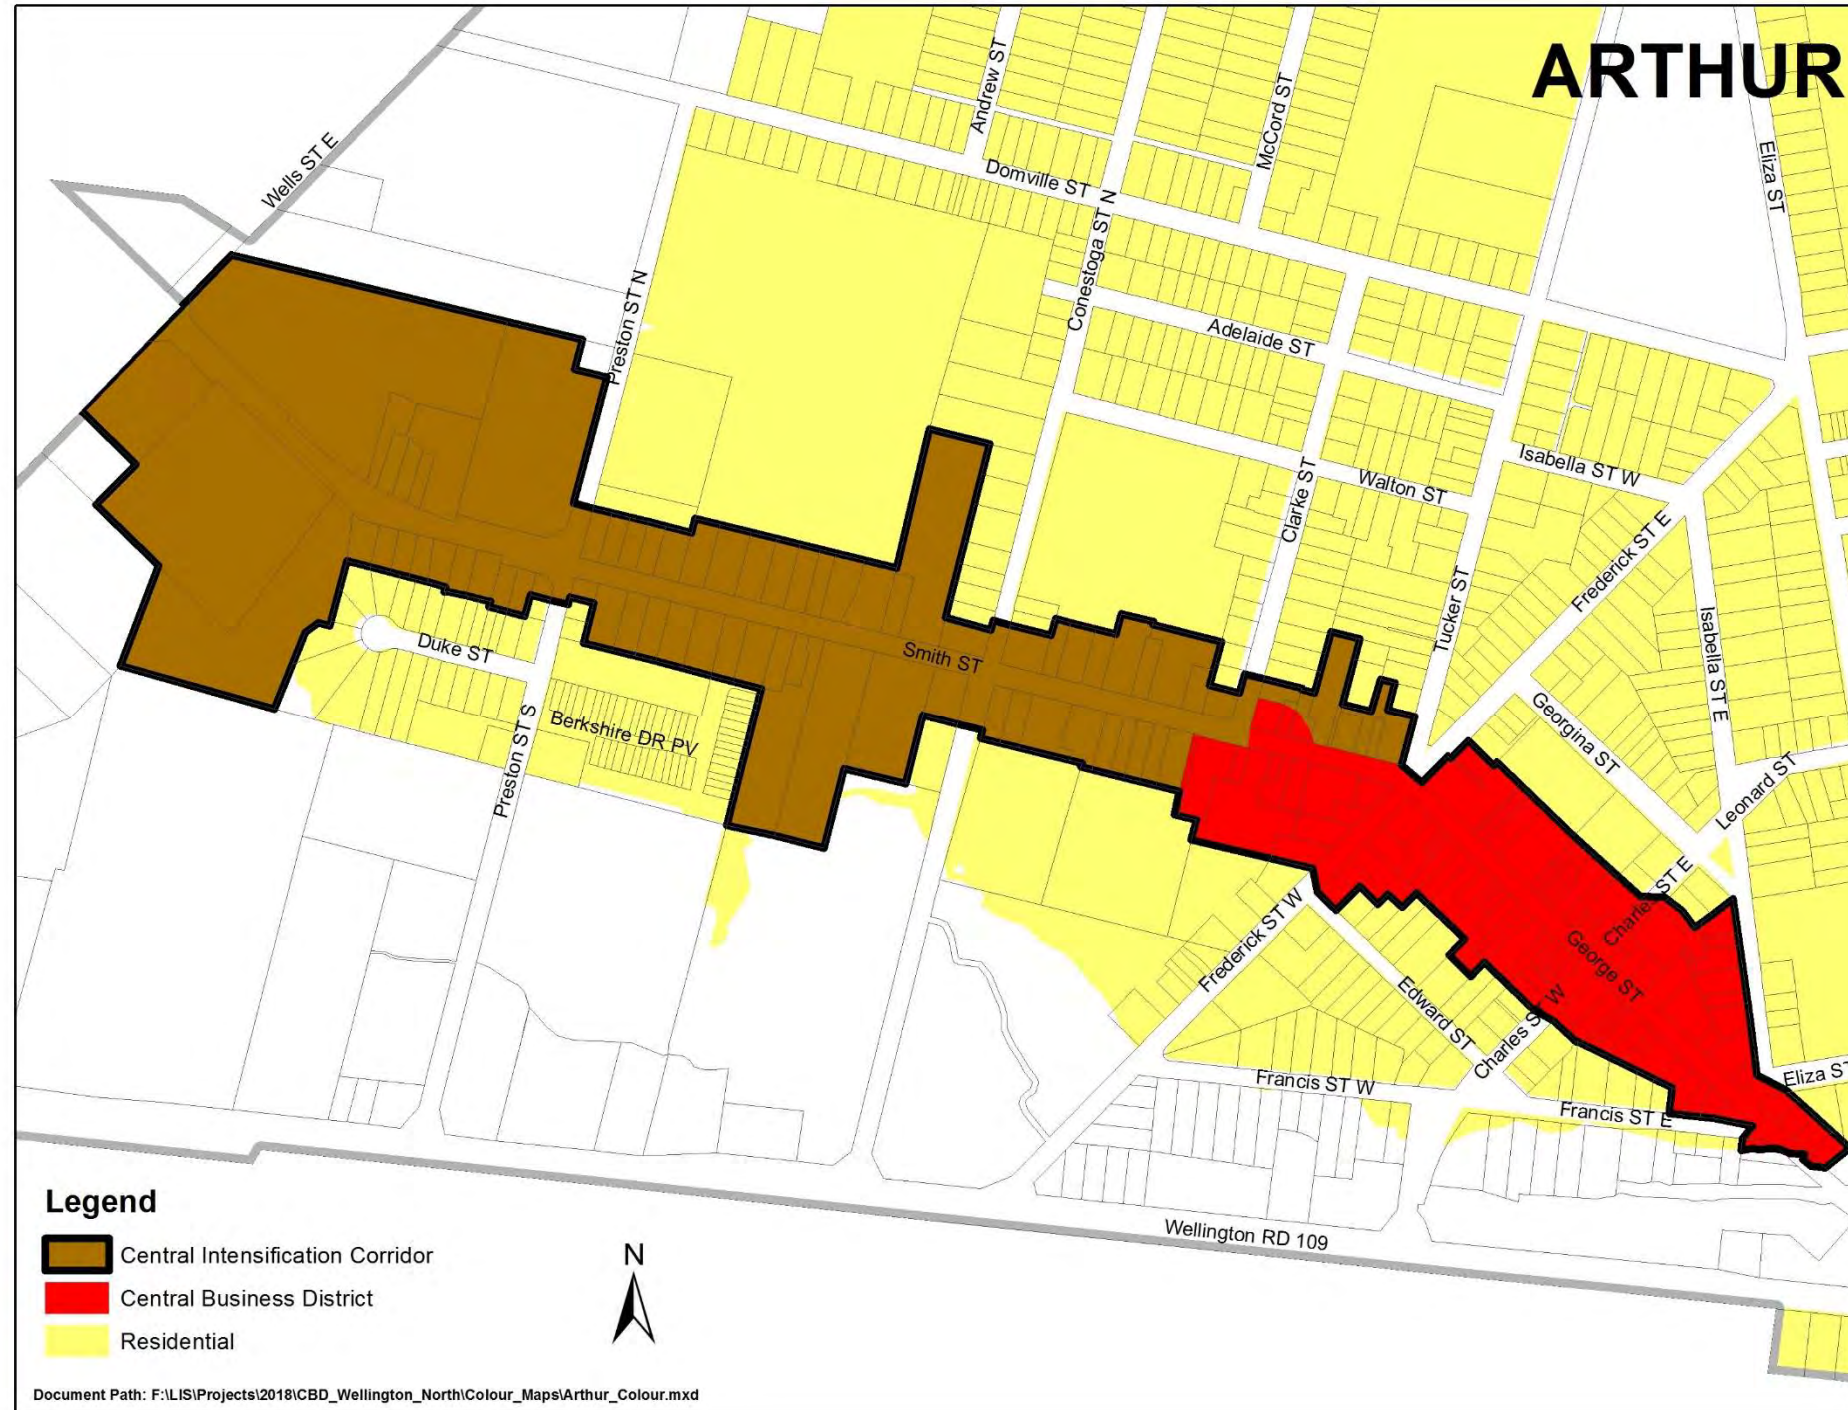 ARTHUR
Andrew ST
McCord ST
Eliza ST
Wells ST E
Domville ST
Conestoga ST N
Preston ST N
Adelaide ST
Isabella ST W
Walton ST
Clarke ST
Frederick ST E
Tucker ST
Isabella ST E
Duke ST
Smith ST
Georgina ST
Berkshire DR PV
Preston ST S
Leonard ST
Charles ST E
George ST
Frederick ST W
Edward ST
Charles ST W
Francis ST W
Eliza ST
Francis ST E
Wellington RD 109
Legend
Central Intensification Corridor
Central Business District
Residential
N
Document Path: F:\LIS\Projects\2018\CBD_Wellington_North\Colour_Maps\Arthur_Colour.mxd